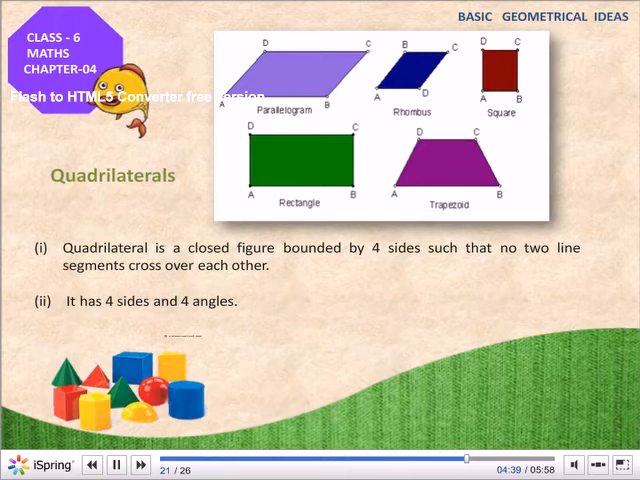 BASIC GEOMETRICAL IDEAS
CLASS - 6
MATHS
CHAPTER-04
Flash to HTML5 Converter free version
D C
A B
Parallelogram
B C
A D
Rhombus
D C
A B
Square
D C
A B
Rectangle
D C
A B
Trapezoid
Quadrilaterals
(i) Quadrilateral is a closed figure bounded by 4 sides such that no two line
segments cross over each other.
(ii) It has 4 sides and 4 angles.
iSpring
21 / 26
04:39 / 05:58